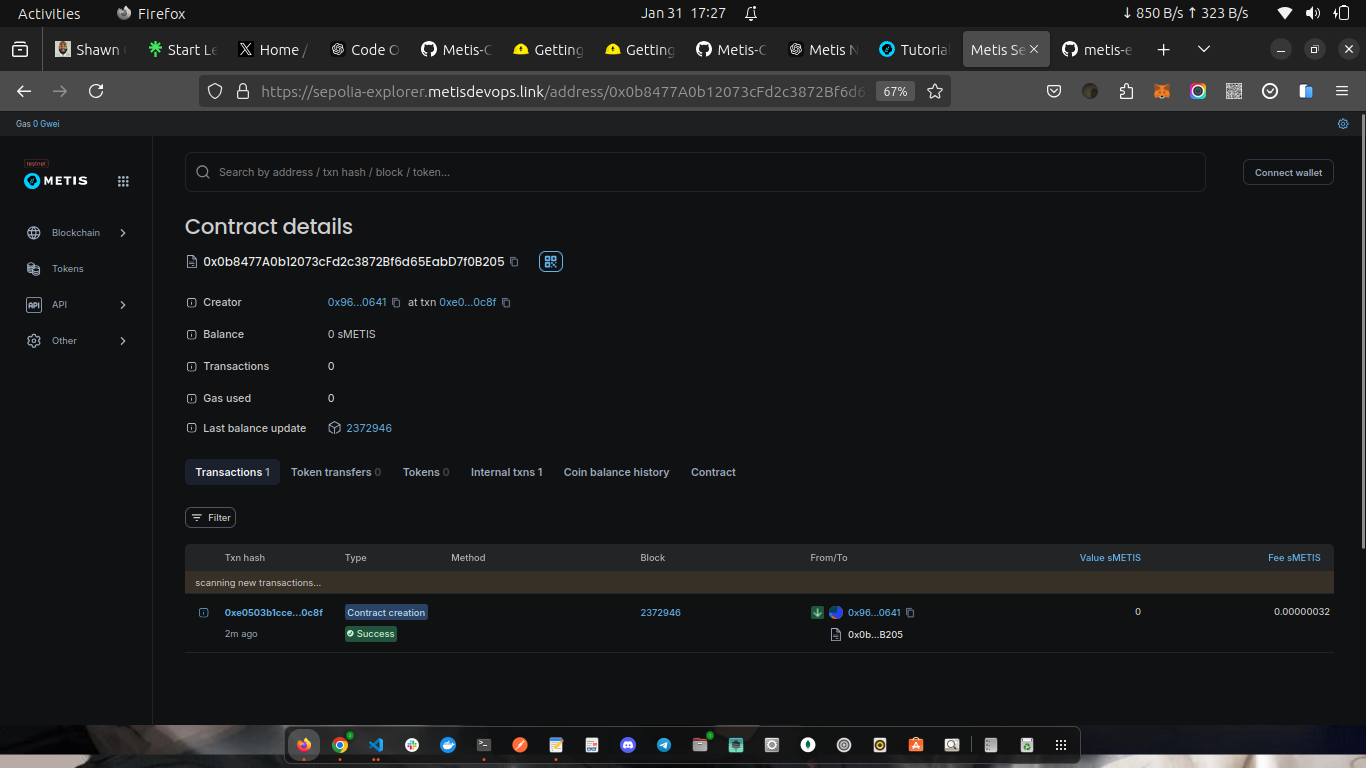 Activities Firefox Jan 31 17:27 ↓ 850 B/s ↑ 323 B/s
Shawn Start Le Home / Code O Metis-C Getting Getting Metis-C Metis N Tutorial Metis Se metis-e
https://sepolia-explorer.metisdevops.link/address/0x0b8477A0b12073cFd2c3872Bf6d6 67%
Gas 0 Gwei
testnet
METIS
Search by address / txn hash / block / token...
Connect wallet
Blockchain
Tokens
API API
Other
Contract details
0x0b8477A0b12073cFd2c3872Bf6d65EabD7f0B205
Creator 0x96...0641 at txn 0xe0...0c8f
Balance 0 sMETIS
Transactions 0
Gas used 0
Last balance update 2372946
Transactions 1 Token transfers 0 Tokens 0 Internal txns 1 Coin balance history Contract
Filter
Txn hash Type Method Block From/To Value sMETIS Fee sMETIS
scanning new transactions...
0xe0503b1cce...0c8f Contract creation 2372946 0x96...0641 0 0.00000032
2m ago Success 0x0b...B205